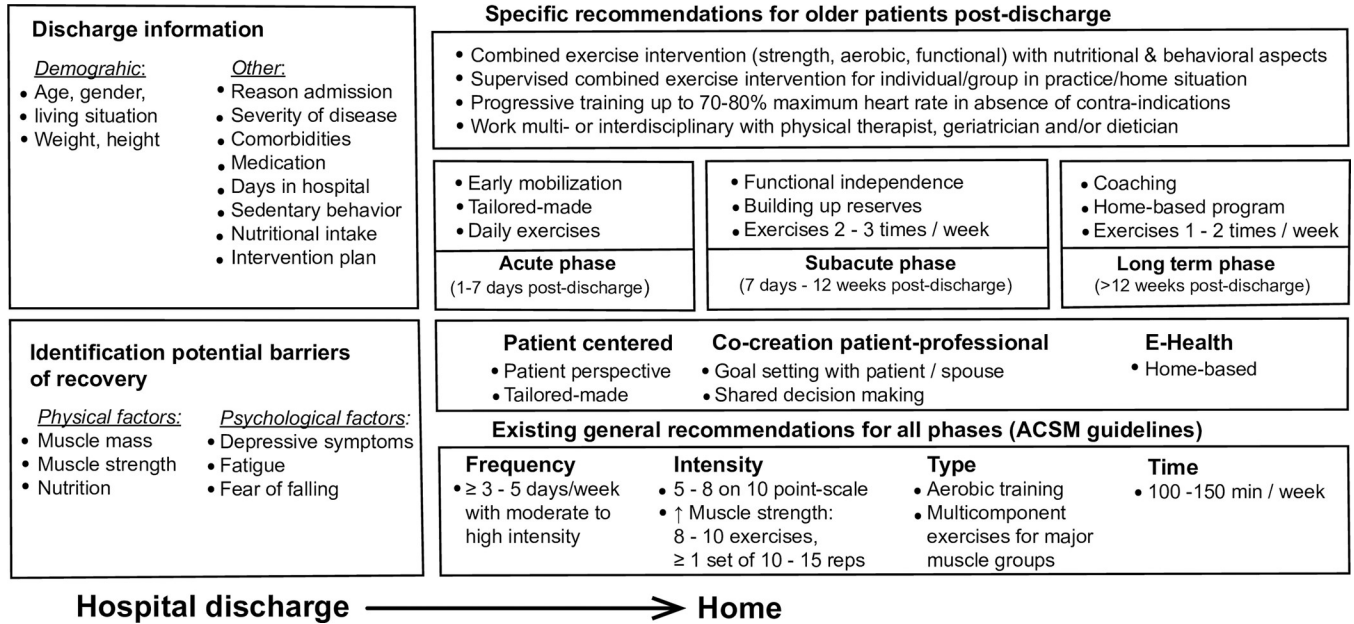 Discharge information
Demograhic:
• Age, gender,
• living situation
• Weight, height
Other:
• Reason admission
• Severity of disease
• Comorbidities
• Medication
• Days in hospital
• Sedentary behavior
• Nutritional intake
• Intervention plan
Identification potential barriers
of recovery
Physical factors:
• Muscle mass
• Muscle strength
• Nutrition
Psychological factors:
• Depressive symptoms
• Fatigue
• Fear of falling
Specific recommendations for older patients post-discharge
• Combined exercise intervention (strength, aerobic, functional) with nutritional & behavioral aspects
• Supervised combined exercise intervention for individual/group in practice/home situation
• Progressive training up to 70-80% maximum heart rate in absence of contra-indications
• Work multi- or interdisciplinary with physical therapist, geriatrician and/or dietician
• Early mobilization
• Tailored-made
• Daily exercises
Acute phase
(1-7 days post-discharge)
• Functional independence
• Building up reserves
• Exercises 2 - 3 times / week
Subacute phase
(7 days - 12 weeks post-discharge)
• Coaching
• Home-based program
• Exercises 1 - 2 times / week
Long term phase
(>12 weeks post-discharge)
Patient centered
• Patient perspective
• Tailored-made
Co-creation patient-professional
• Goal setting with patient / spouse
• Shared decision making
E-Health
• Home-based
Existing general recommendations for all phases (ACSM guidelines)
Frequency
• ≥ 3 - 5 days/week
with moderate to
high intensity
Intensity
• 5 - 8 on 10 point-scale
• ↑ Muscle strength:
8 - 10 exercises,
≥ 1 set of 10 - 15 reps
Type
• Aerobic training
• Multicomponent
exercises for major
muscle groups
Time
• 100 -150 min / week
Hospital discharge → Home